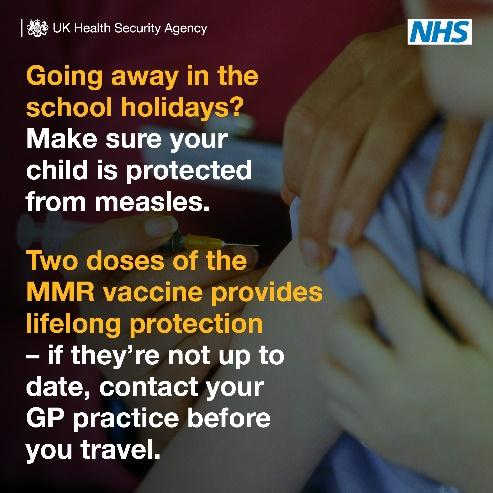 UK Health Security Agency
NHS
Going away in the
school holidays?
Make sure your
child is protected
from measles.
Two doses of the
MMR vaccine provides
lifelong protection
– if they're not up to
date, contact your
GP practice before
you travel.